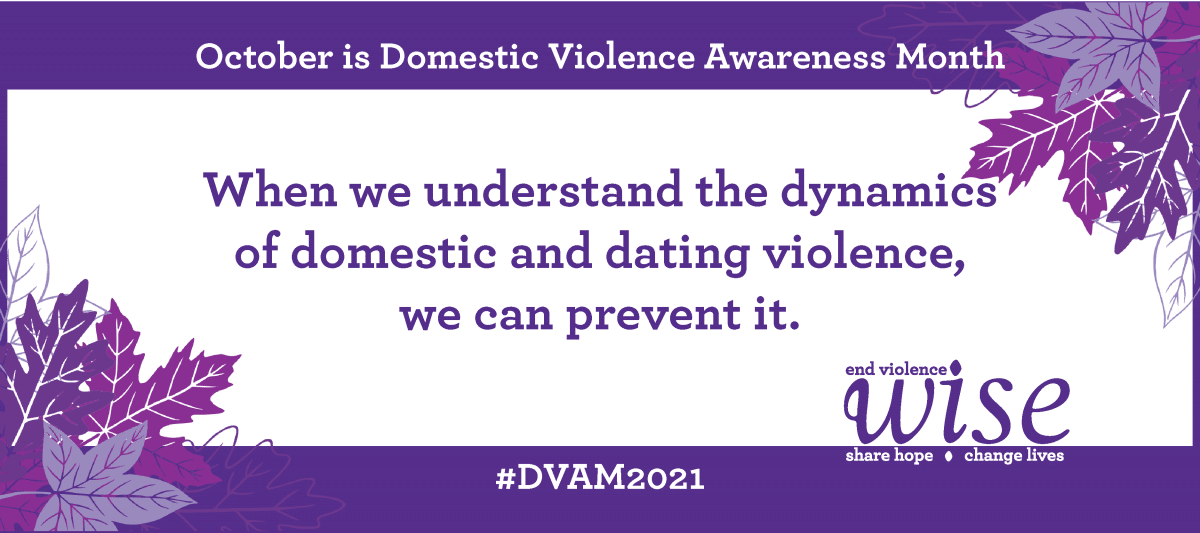 October is Domestic Violence Awareness Month
When we understand the dynamics
of domestic and dating violence,
we can prevent it.
end violence
wise
share hope change lives
#DVAM2021